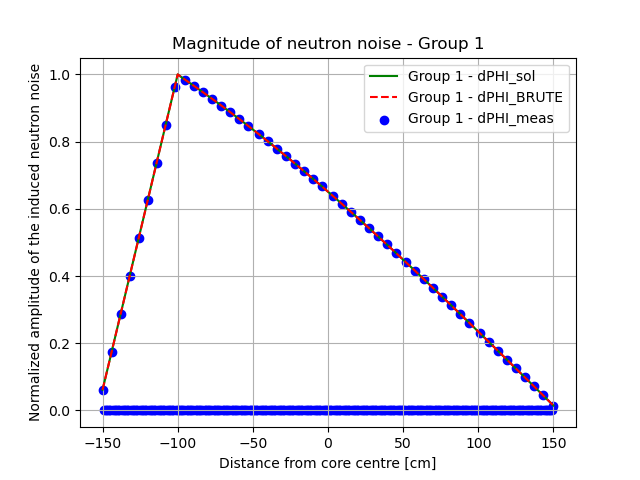 Magnitude of neutron noise - Group 1
Normalized amplitude of the induced neutron noise
1.0
0.8
0.6
0.4
0.2
0.0
Group 1 - dPHI_sol
Group 1 - dPHI_BRUTE
Group 1 - dPHI_meas
−150
−100
−50
0
50
100
150
Distance from core centre [cm]